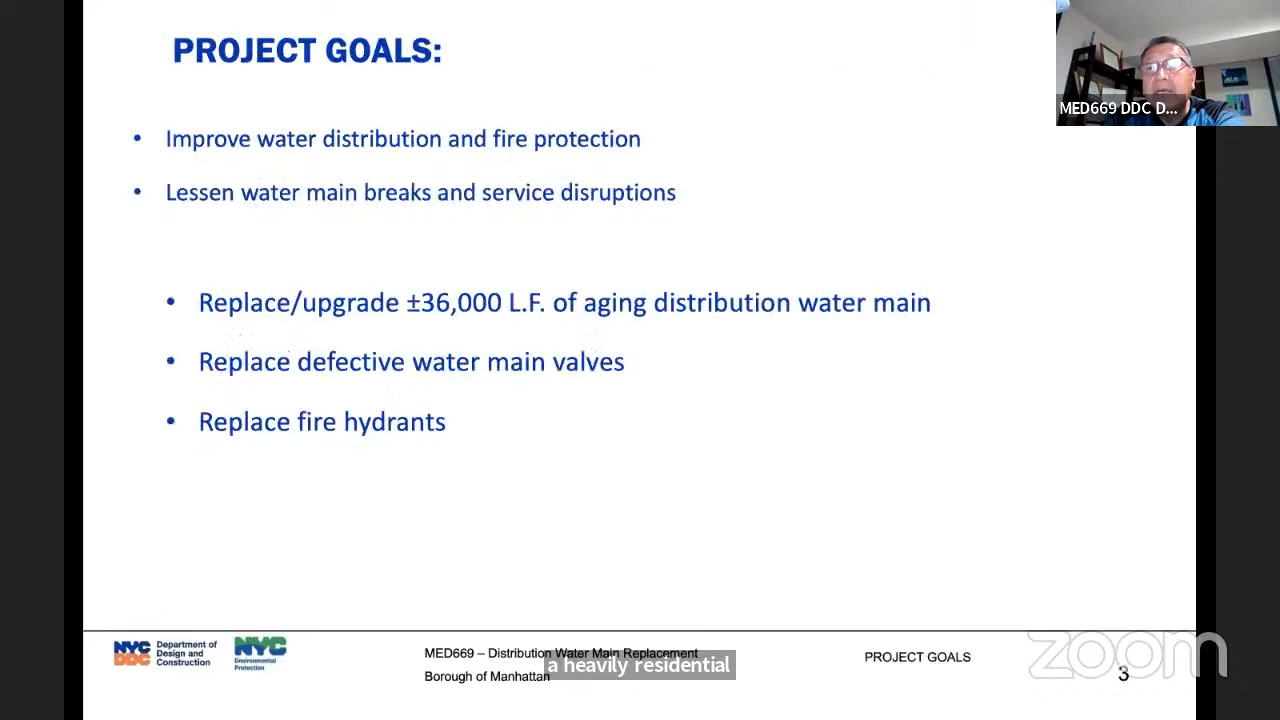 PROJECT GOALS:
MED669 DDC D...
• Improve water distribution and fire protection
• Lessen water main breaks and service disruptions
• Replace/upgrade ±36,000 L.F. of aging distribution water main
• Replace defective water main valves
• Replace fire hydrants
NYC DDC
Department of
Design and
Construction
NYC
Environmental
Protection
MED669 – Distribution Water Main Replacement
Borough of Manhattan
a heavily residential
PROJECT GOALS
3
zoom